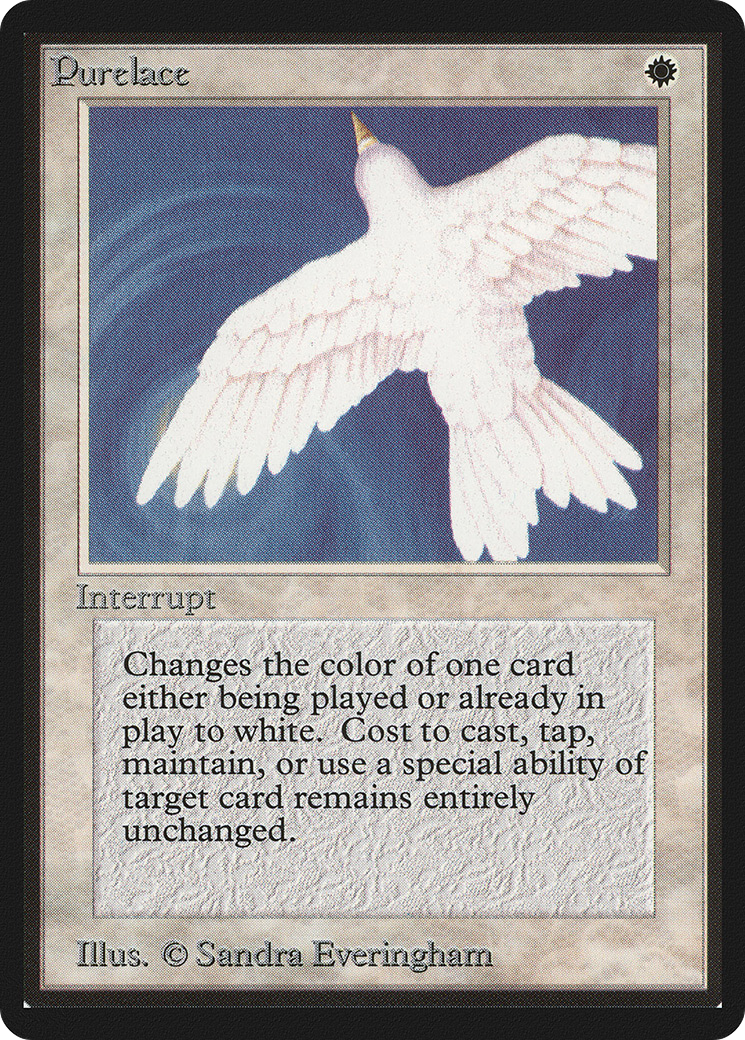 Purelace
Interrupt
Changes the color of one card
either being played or already in
play to white. Cost to cast, tap,
maintain, or use a special ability of
target card remains entirely
unchanged.
Illus. © Sandra Everingham